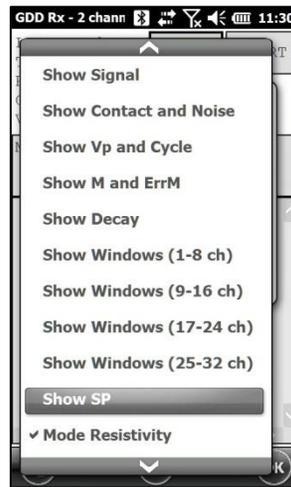 GDD Rx - 2 chann 11:30
Show Signal
Show Contact and Noise
Show Vp and Cycle
Show M and ErrM
Show Decay
Show Windows (1-8 ch)
Show Windows (9-16 ch)
Show Windows (17-24 ch)
Show Windows (25-32 ch)
Show SP
✓ Mode Resistivity